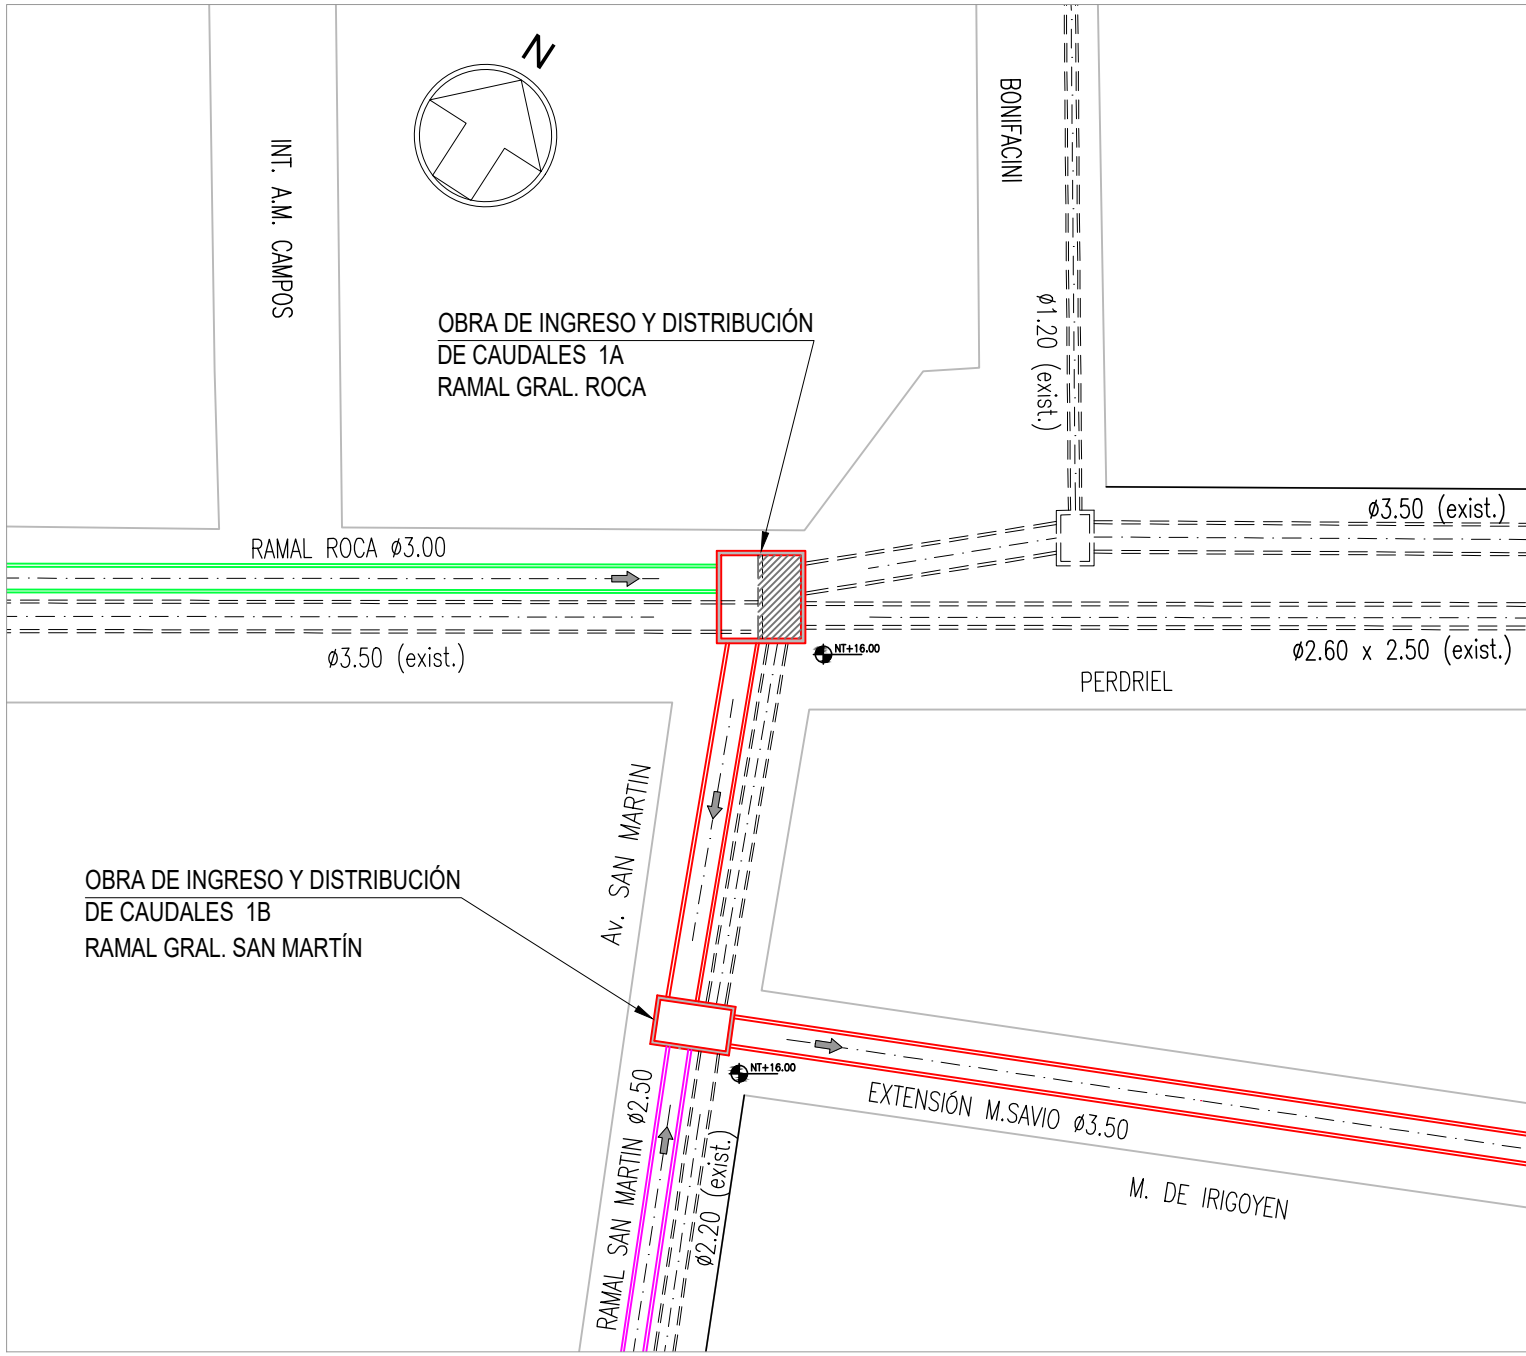 N
BONIFACINI
INT. A.M. CAMPOS
OBRA DE INGRESO Y DISTRIBUCIÓN
DE CAUDALES 1A
RAMAL GRAL. ROCA
ø1.20 (exist.)
ø3.50 (exist.)
RAMAL ROCA ø3.00
ø3.50 (exist.)
NT+16.00
ø2.60 x 2.50 (exist.)
PERDRIEL
Av. SAN MARTIN
OBRA DE INGRESO Y DISTRIBUCIÓN
DE CAUDALES 1B
RAMAL GRAL. SAN MARTÍN
NT+16.00
EXTENSIÓN M.SAVIO ø3.50
RAMAL SAN MARTIN ø2.50
ø2.20 (exist.)
M. DE IRIGOYEN